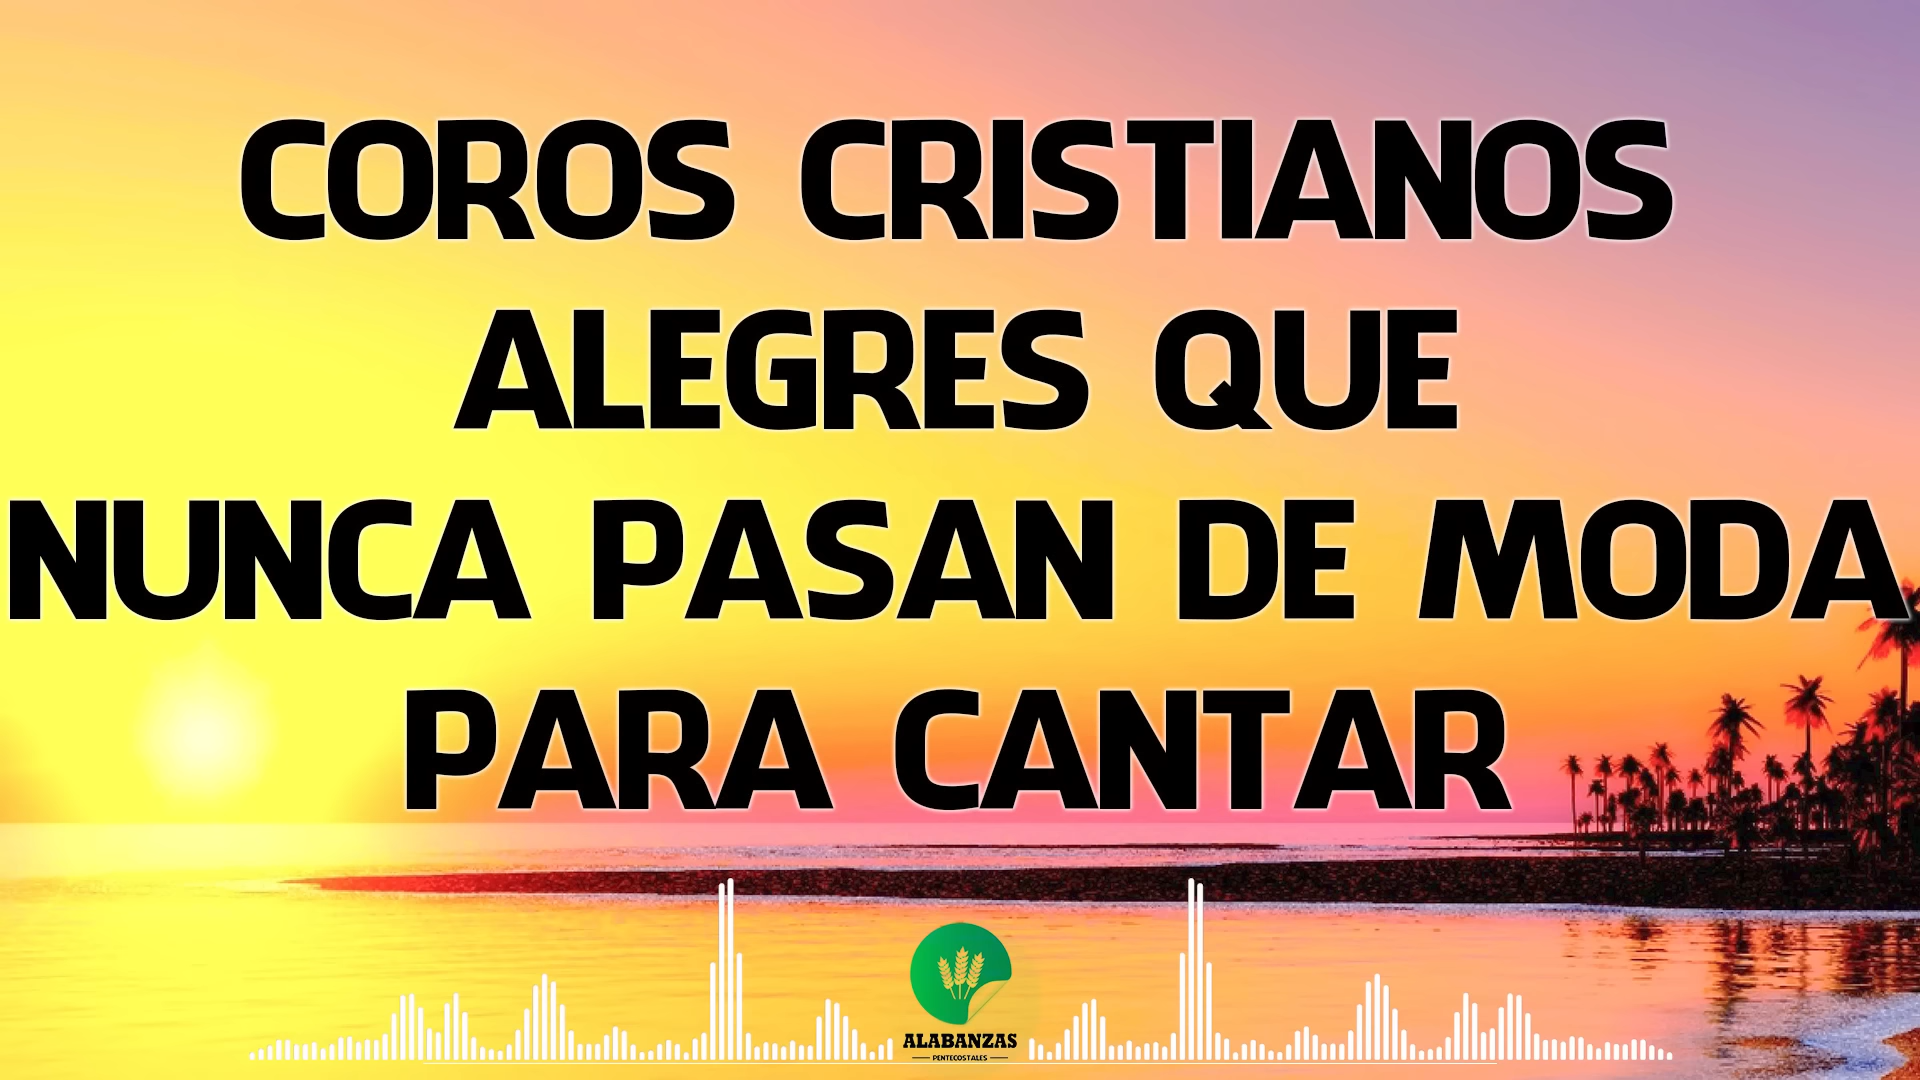 COROS CRISTIANOS
ALEGRES QUE
NUNCA PASAN DE MODA
PARA CANTAR
ALABANZAS
PENTECOSTALES